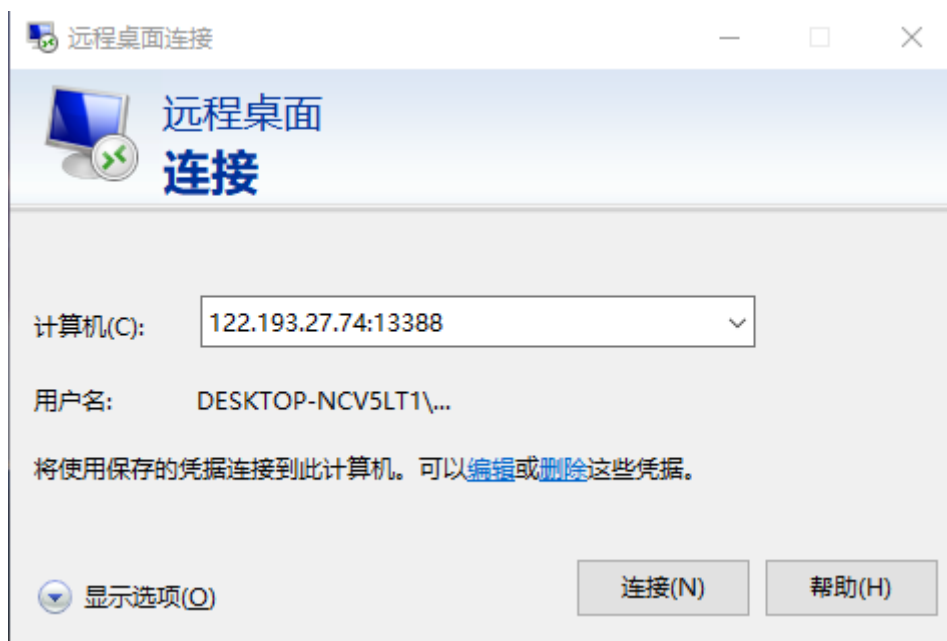 远程桌面连接
远程桌面
连接
计算机(C): 122.193.27.74:13388
用户名: DESKTOP-NCV5LT1\...
将使用保存的凭据连接到此计算机。可以编辑或删除这些凭据。
显示选项(O) 连接(N) 帮助(H)